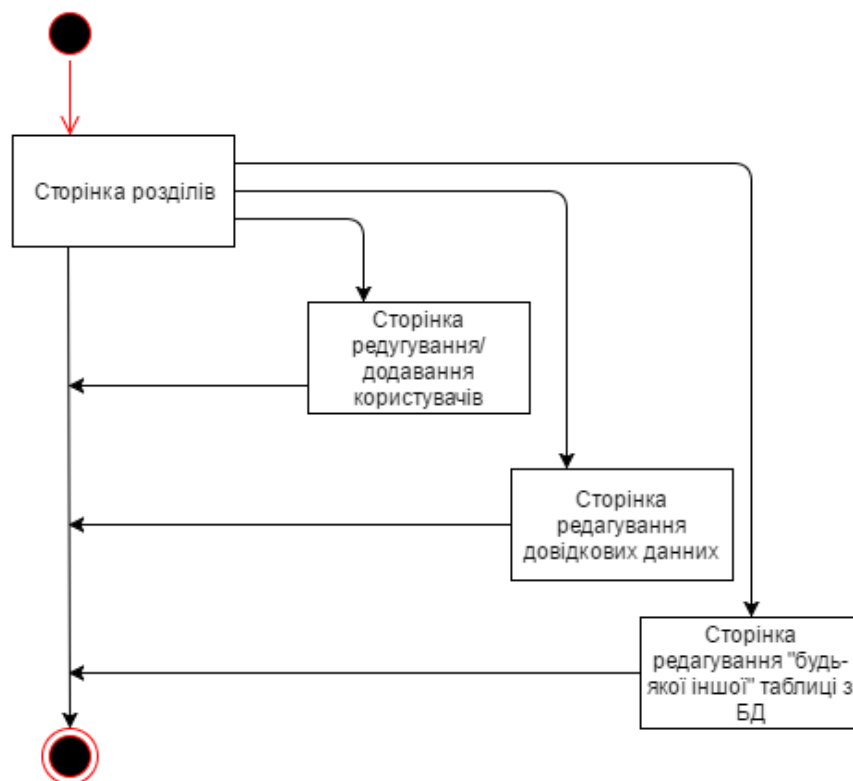 Сторінка розділів
Сторінка
редугування/
додавання
користувачів
Сторінка
редагування
довідкових данних
Сторінка
редагування "будь-
якої іншої" таблиці з
БД